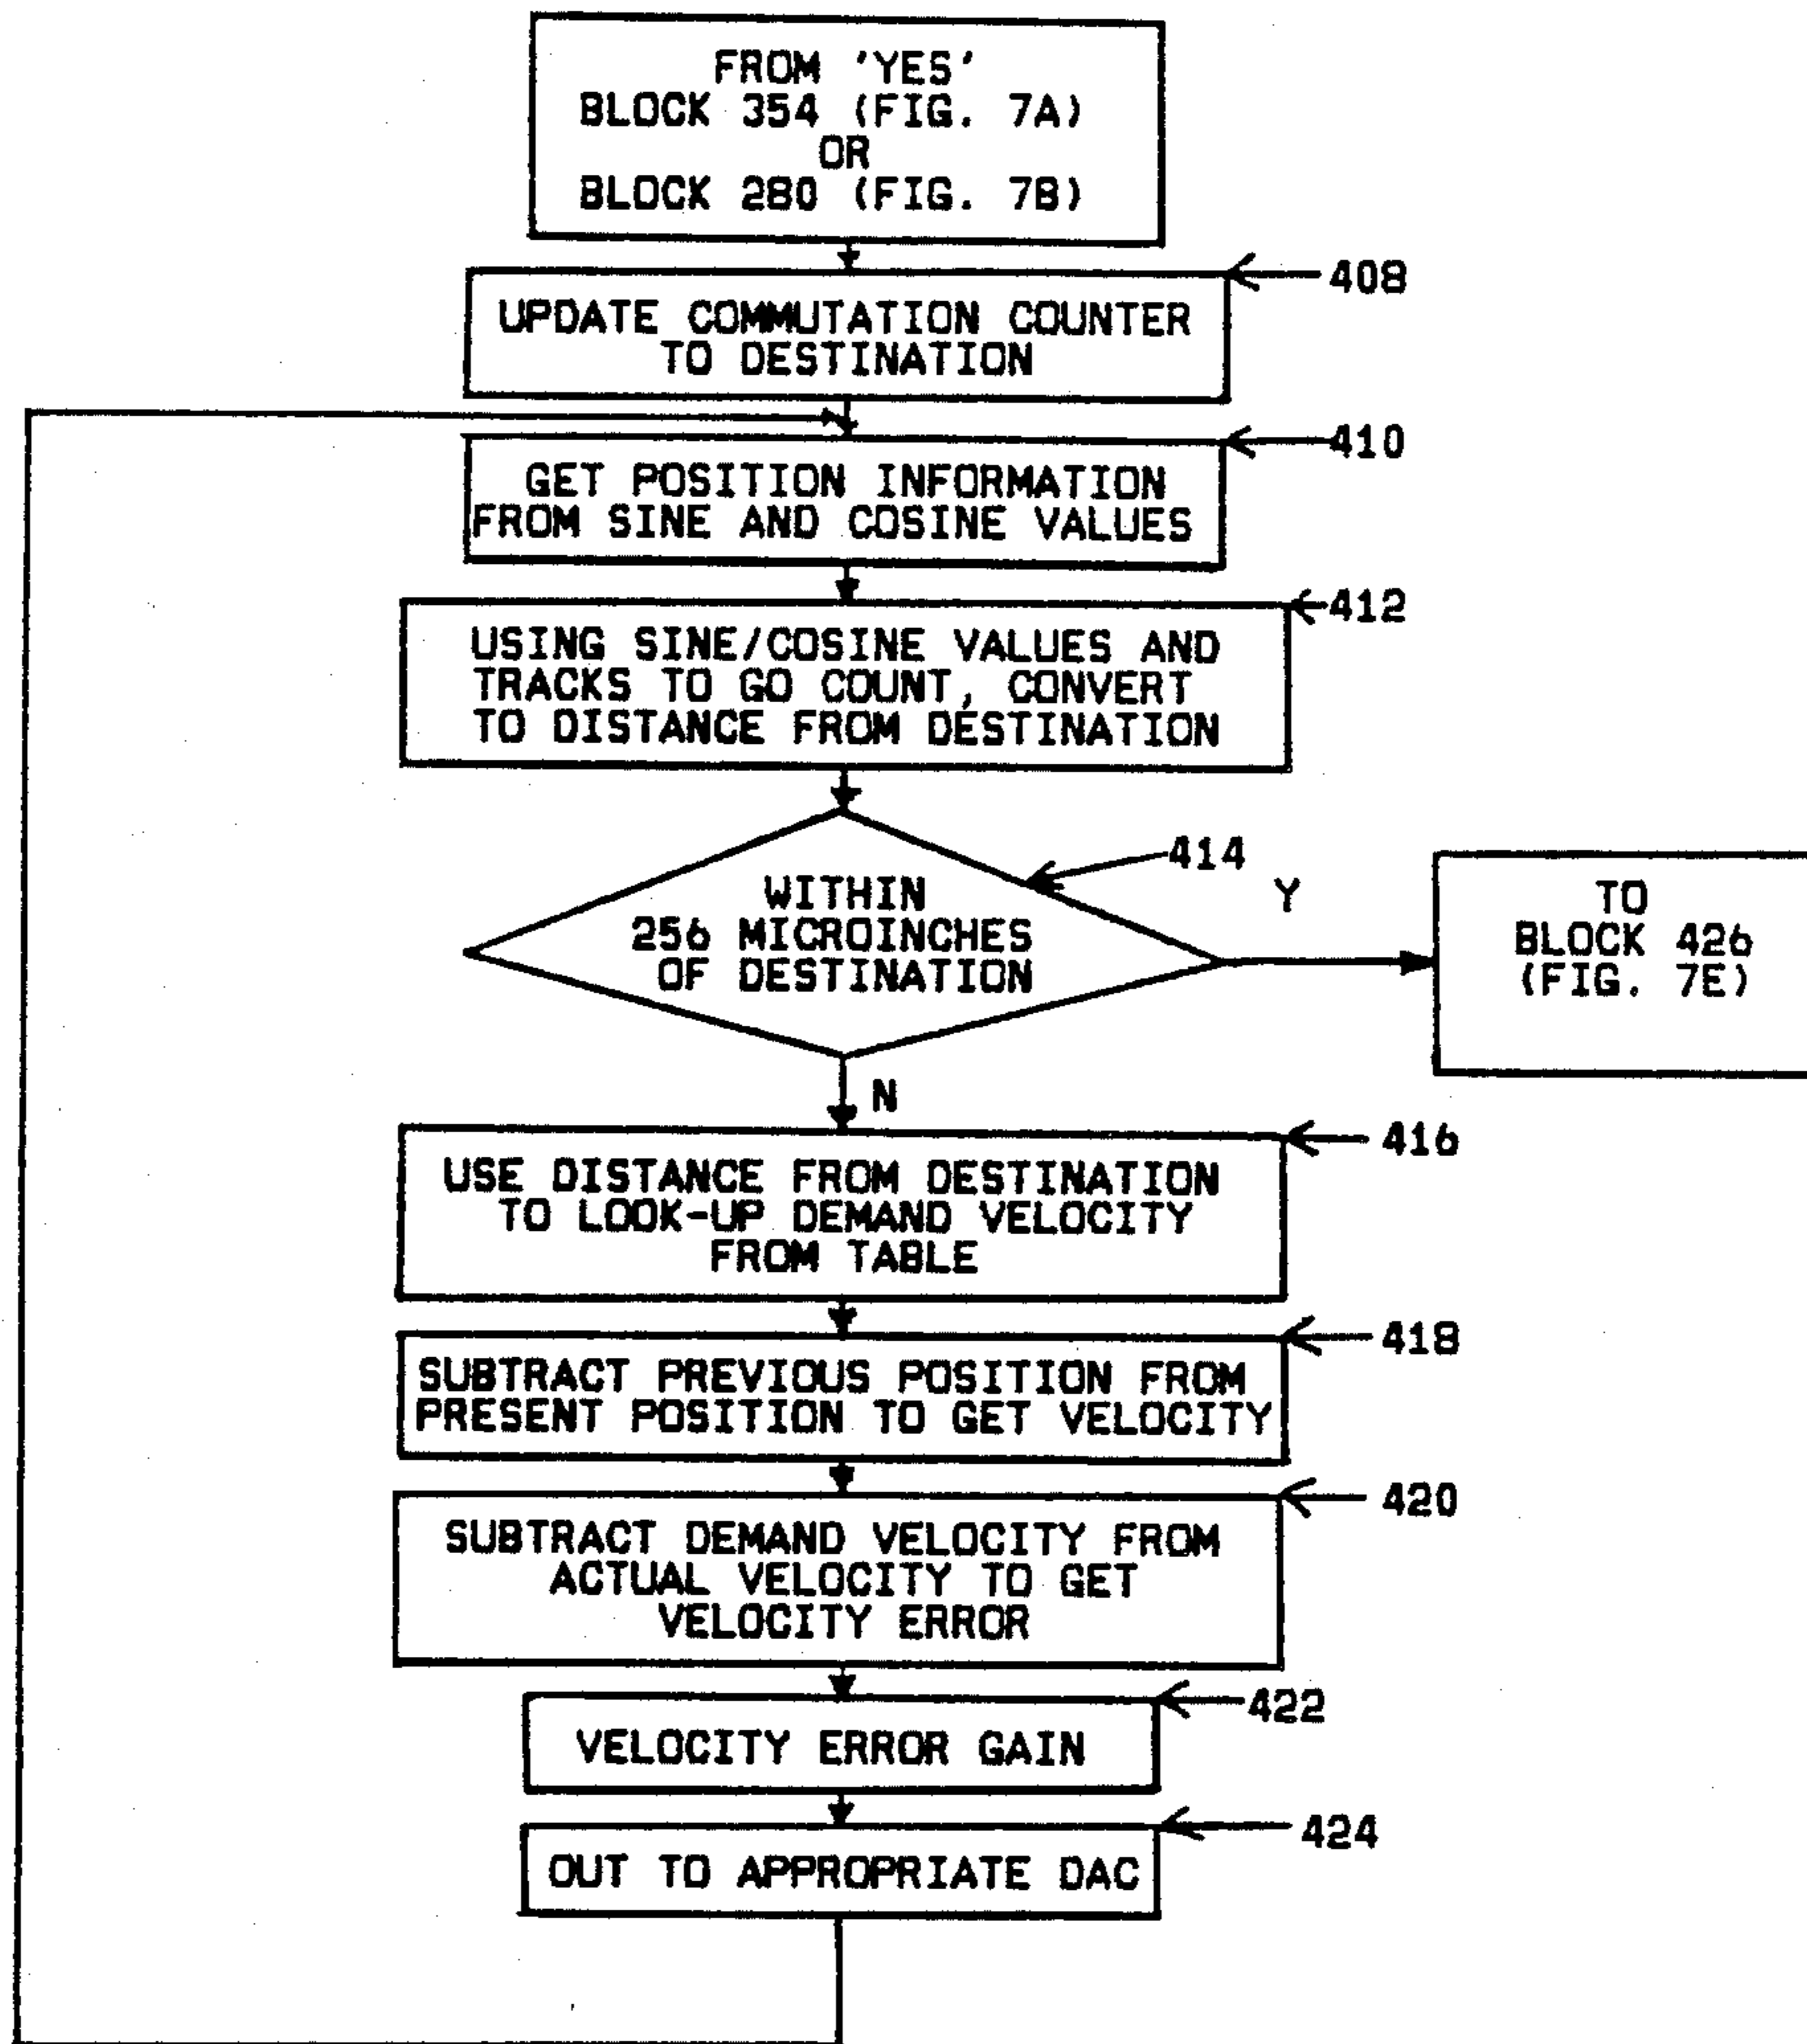 FROM 'YES'
BLOCK 354 (FIG. 7A)
OR
BLOCK 280 (FIG. 7B)
408
UPDATE COMMUTATION COUNTER
TO DESTINATION
410
GET POSITION INFORMATION
FROM SINE AND COSINE VALUES
412
USING SINE/COSINE VALUES AND
TRACKS TO GO COUNT, CONVERT
TO DISTANCE FROM DESTINATION
414
WITHIN
256 MICROINCHES
OF DESTINATION
Y
TO
BLOCK 426
(FIG. 7E)
N
416
USE DISTANCE FROM DESTINATION
TO LOOK-UP DEMAND VELOCITY
FROM TABLE
418
SUBTRACT PREVIOUS POSITION FROM
PRESENT POSITION TO GET VELOCITY
420
SUBTRACT DEMAND VELOCITY FROM
ACTUAL VELOCITY TO GET
VELOCITY ERROR
422
VELOCITY ERROR GAIN
424
OUT TO APPROPRIATE DAC